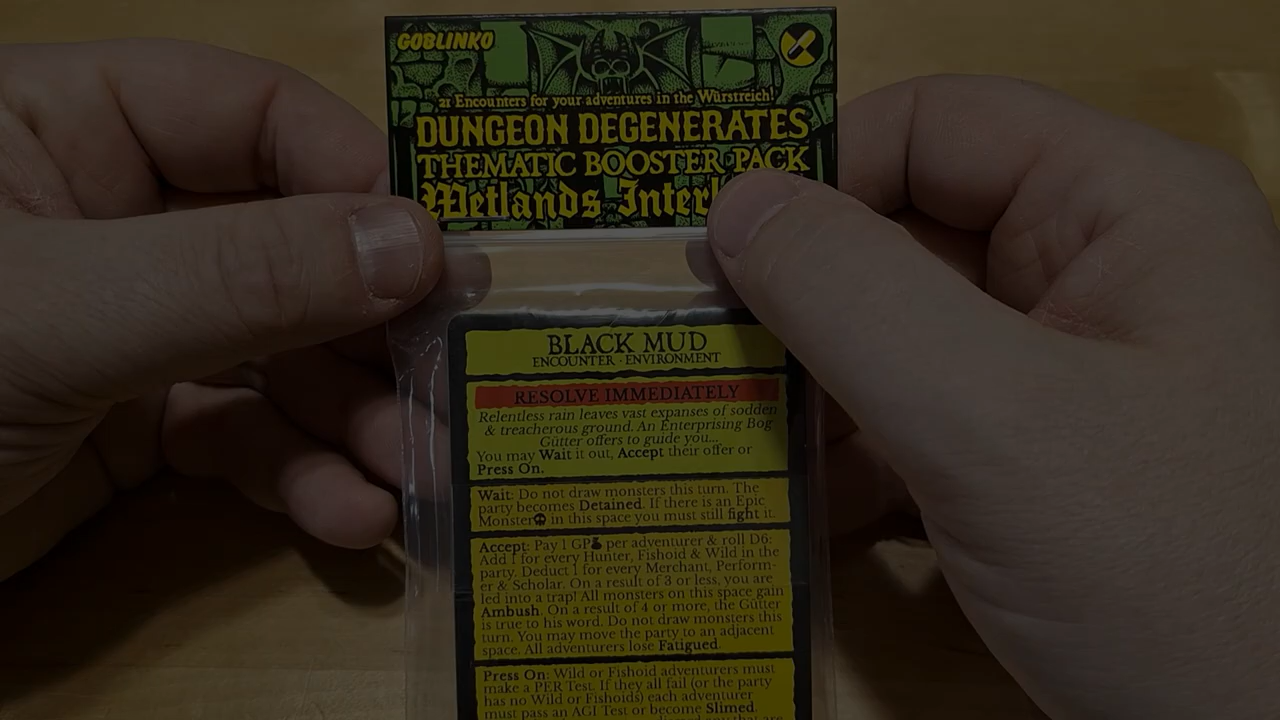 GOBLINKO
21 Encounters for your adventures in the Würstreich!
DUNGEON DEGENERATES
THEMATIC BOOSTER PACK
Wetlands
BLACK MUD
ENCOUNTER · ENVIRONMENT
RESOLVE IMMEDIATELY
Relentless rain leaves vast expanses of sodden
& treacherous ground. An Enterprising Bog
Gütter offers to guide you...
You may Wait it out, Accept their offer or
Press On.
Wait: Do not draw monsters this turn. The
party becomes Detained. If there is an Epic
Monster in this space you must still fight it.
Accept: Pay 1 GP per adventurer & roll D6:
Add 1 for every Hunter, Fishoid & Wild in the
party. Deduct 1 for every Merchant, Perform-
er & Scholar. On a result of 3 or less, you are
led into a trap! All monsters on this space gain
Ambush. On a result of 4 or more, the Gütter
is true to his word. Do not draw monsters this
turn. You may move the party to an adjacent
space. All adventurers lose Fatigued.
Press On: Wild or Fishoid adventurers must
make a PER Test. If they all fail (or the party
has no Wild or Fishoids) each adventurer
must pass an AGI Test or become Slimed.